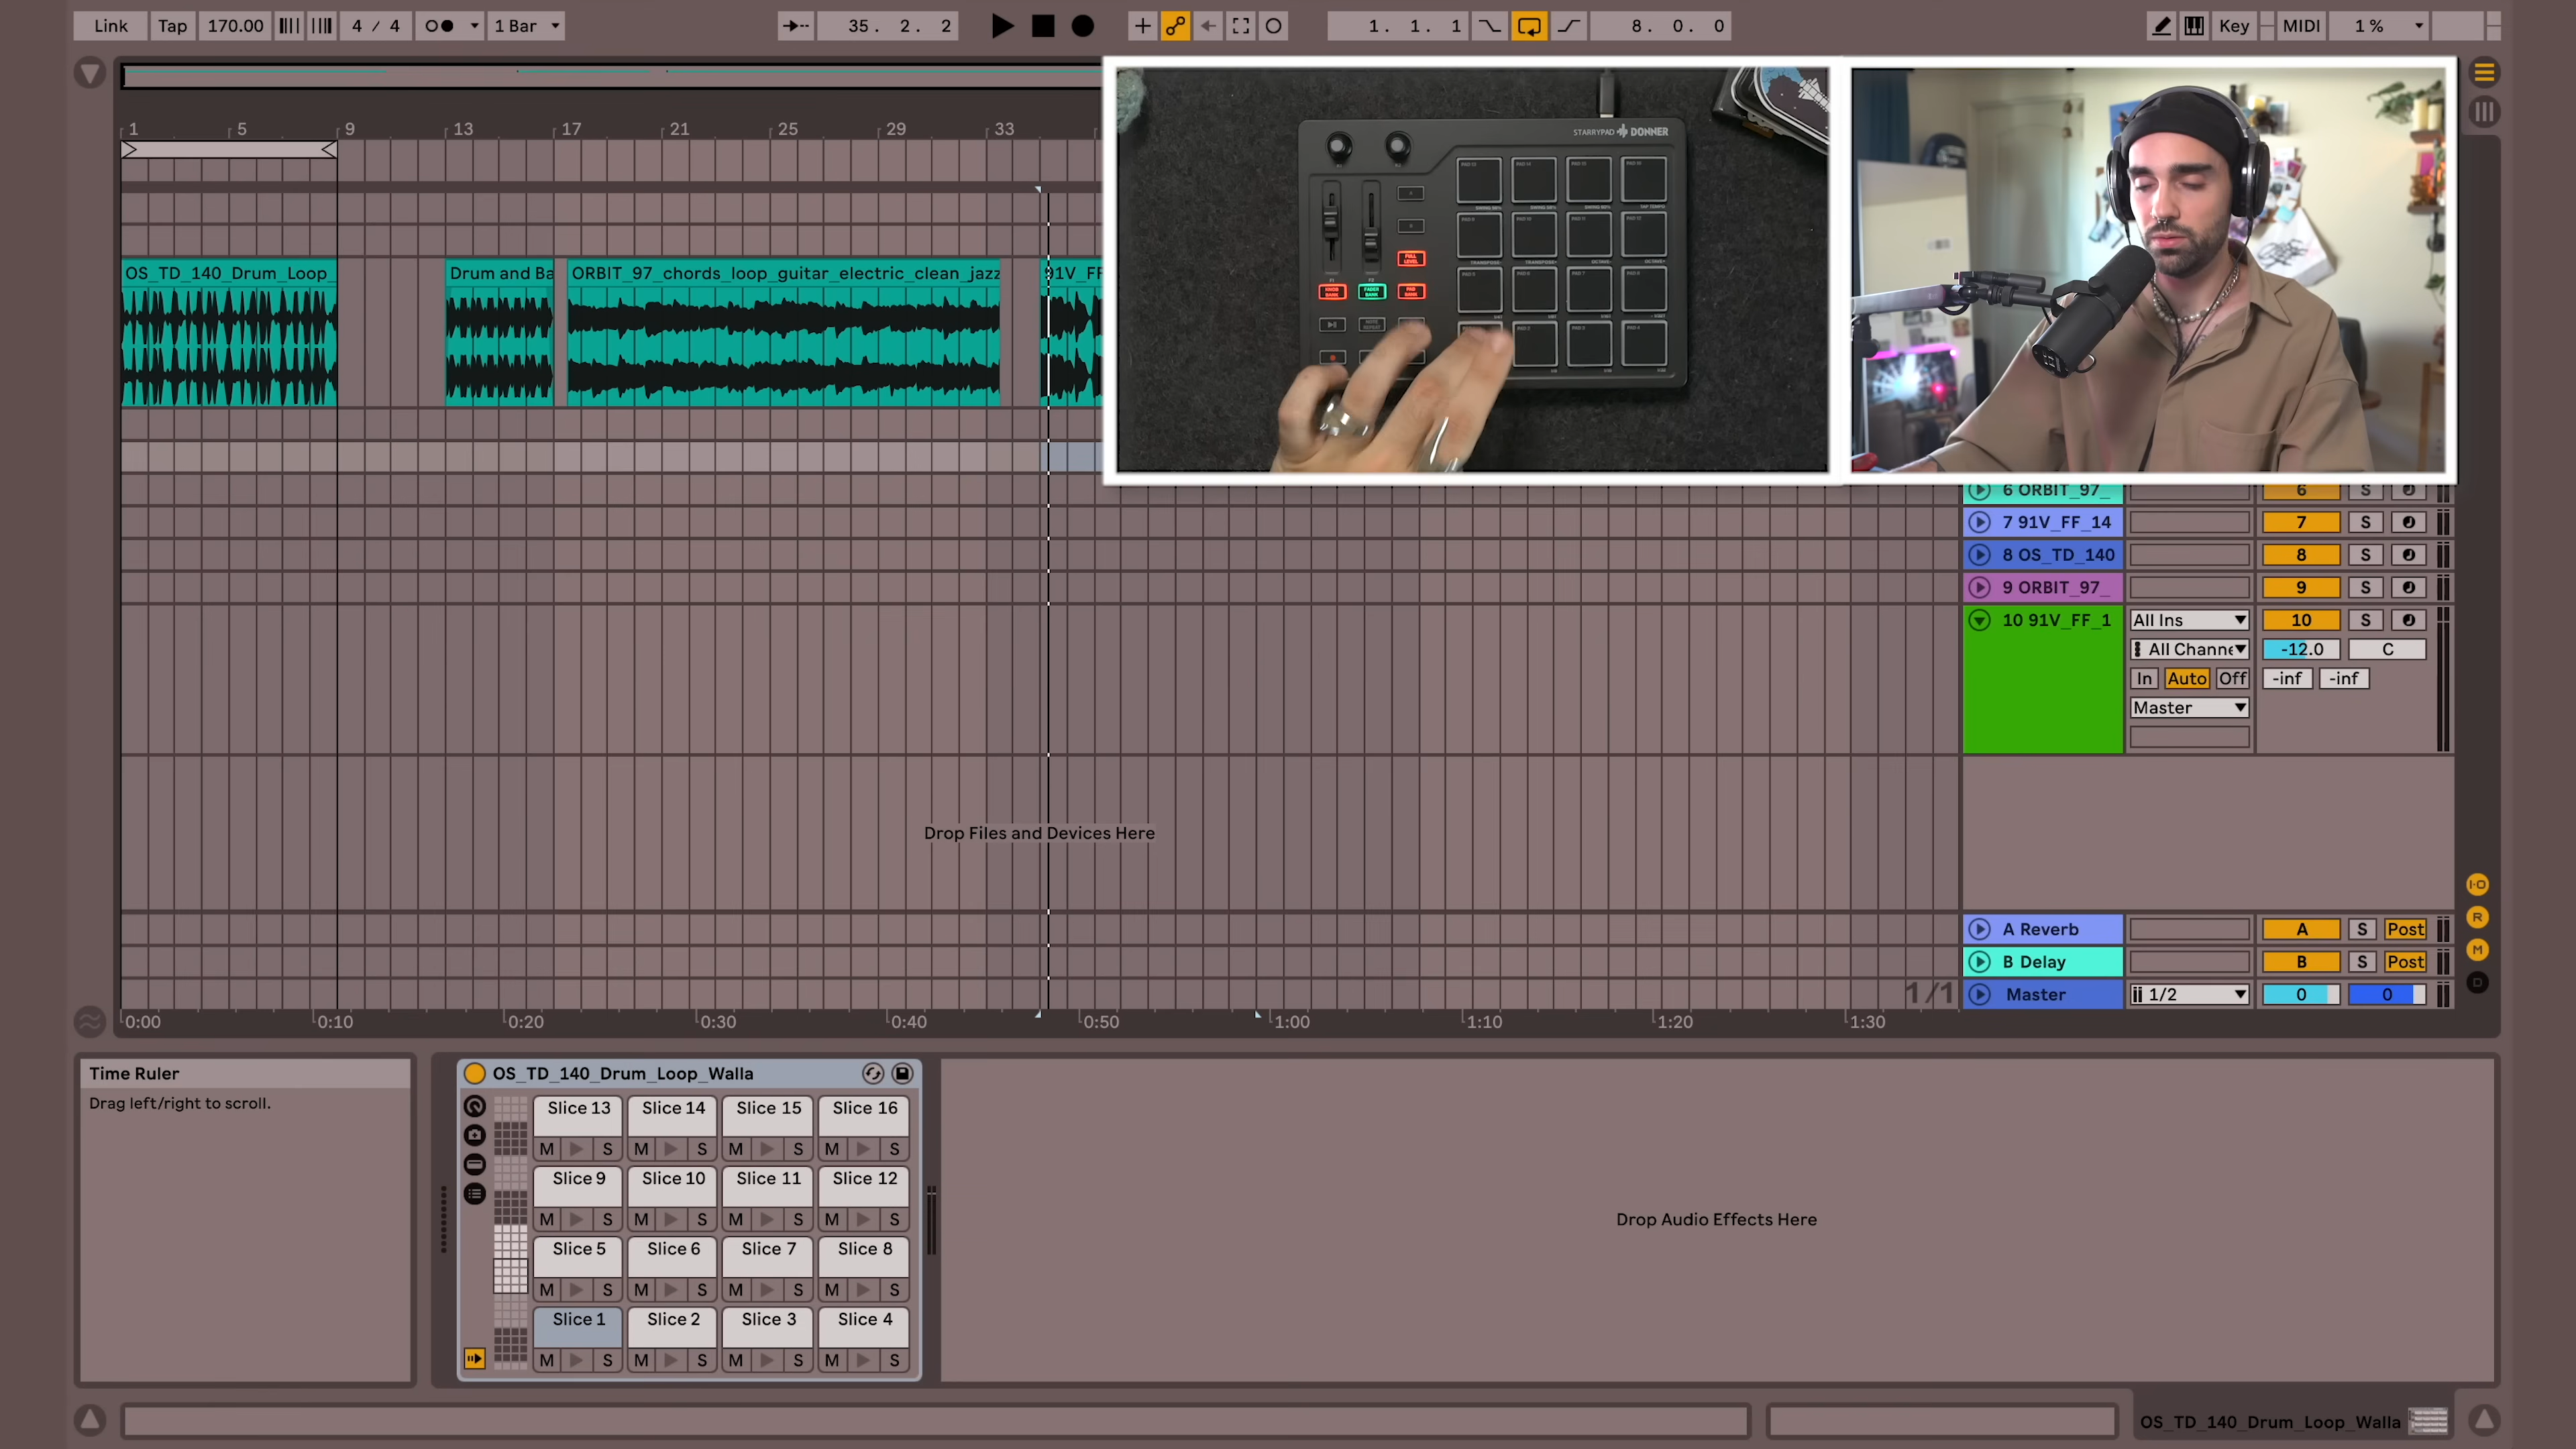 Link Tap 170.00 4 / 4 1 Bar 35. 2. 2 1. 1. 1 8. 0. 0 Key MIDI 1 %
1 5 9 13 17 21 25 29 33
STARRYPAD DONNER
OS_TD_140_Drum_Loop_ Drum and Ba ORBIT_97_chords_loop_guitar_electric_clean_jazz 91V_FF
6 ORBIT_97_ 6 S
7 91V_FF_14 7 S
8 OS_TD_140 8 S
9 ORBIT_97_ 9 S
10 91V_FF_1 All Ins 10 S
All Channe -12.0 C
In Auto Off -inf -inf
Master
Drop Files and Devices Here
I·O
R
M
D
A Reverb A S Post
B Delay B S Post
1/1 Master 1/2 0 0
0:00 0:10 0:20 0:30 0:40 0:50 1:00 1:10 1:20 1:30
Time Ruler
Drag left/right to scroll.
OS_TD_140_Drum_Loop_Walla
Slice 13 Slice 14 Slice 15 Slice 16
M S M S M S M S
Slice 9 Slice 10 Slice 11 Slice 12
M S M S M S M S
Slice 5 Slice 6 Slice 7 Slice 8
M S M S M S M S
Slice 1 Slice 2 Slice 3 Slice 4
M S M S M S M S
Drop Audio Effects Here
OS_TD_140_Drum_Loop_Walla